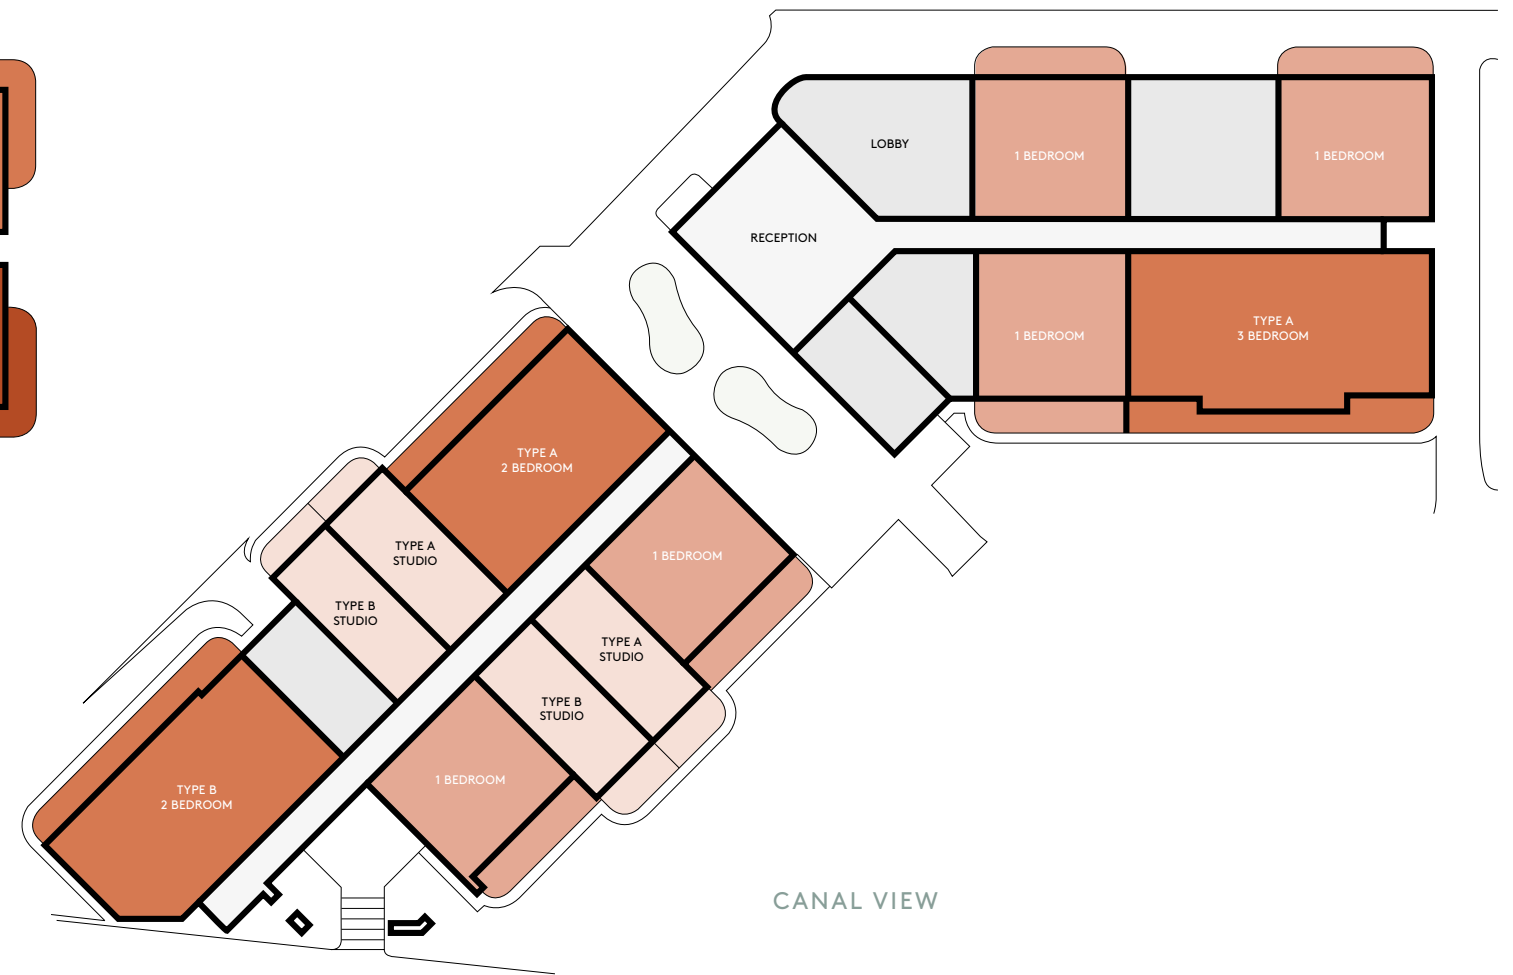 LOBBY
1 BEDROOM
1 BEDROOM
RECEPTION
1 BEDROOM
TYPE A
3 BEDROOM
TYPE A
2 BEDROOM
TYPE A
STUDIO
1 BEDROOM
TYPE B
STUDIO
TYPE A
STUDIO
TYPE B
STUDIO
1 BEDROOM
TYPE B
2 BEDROOM
CANAL VIEW